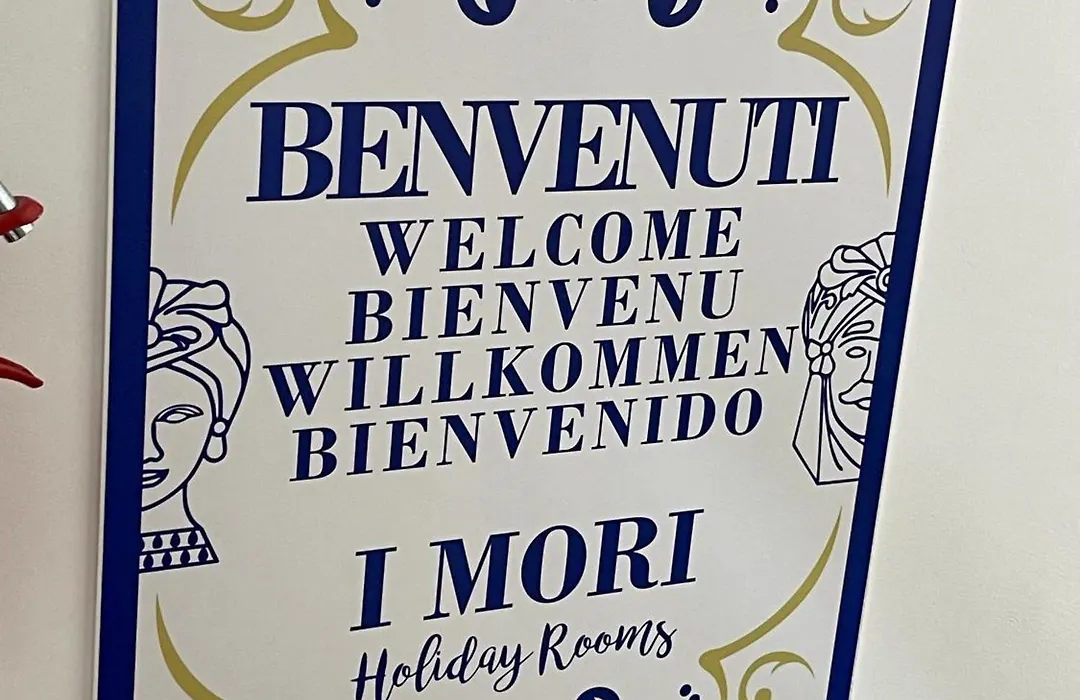 BENVENUTI
WELCOME
BIENVENU
WILLKOMMEN
BIENVENIDO
I MORI
Holiday Rooms